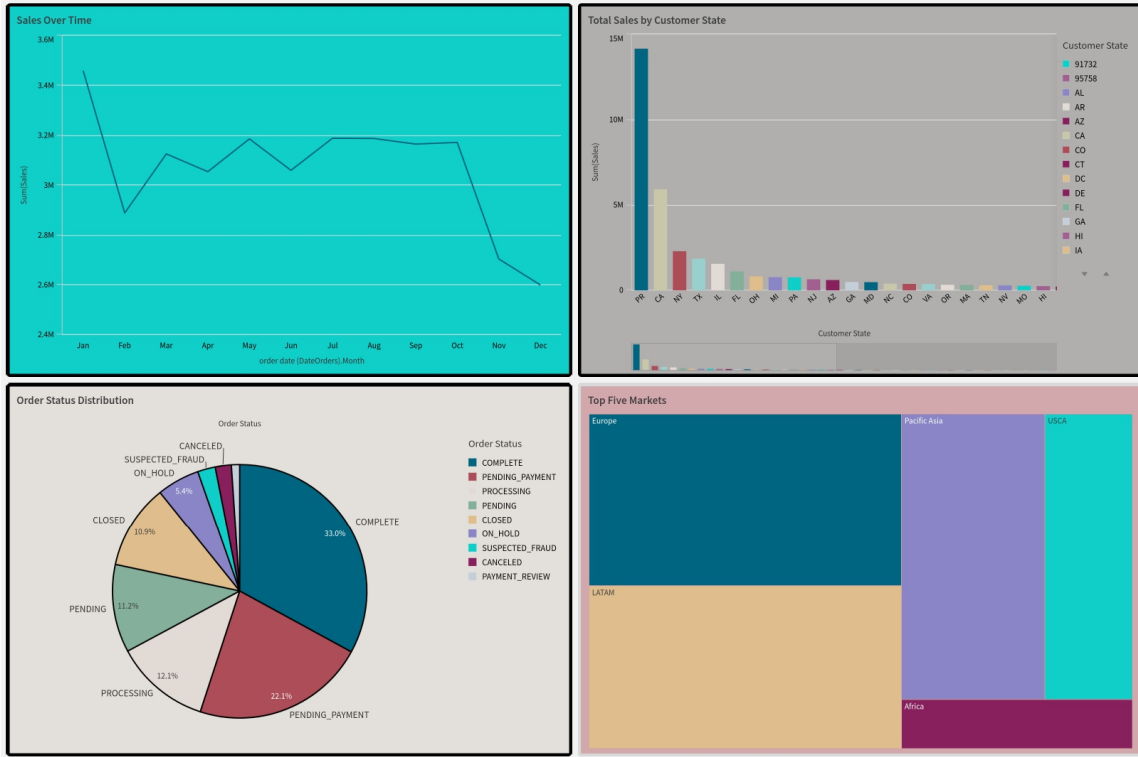 Sales Over Time
3.6M
3.4M
3.2M
3M
2.8M
2.6M
2.4M
Sum(Sales)
Jan Feb Mar Apr May Jun Jul Aug Sep Oct Nov Dec
order date (DateOrders).Month
Total Sales by Customer State
15M
10M
5M
0
Sum(Sales)
PR CA NY TX IL FL OH MI PA NJ AZ GA MD NC CO VA OR MA TN NV MO HI
Customer State
Customer State
91732
95758
AL
AR
AZ
CA
CO
CT
DC
DE
FL
GA
HI
IA
Order Status Distribution
Order Status
CANCELED
SUSPECTED_FRAUD
ON_HOLD
5.4%
CLOSED
10.9%
PENDING
11.2%
PROCESSING
12.1%
PENDING_PAYMENT
22.1%
COMPLETE
33.0%
Order Status
COMPLETE
PENDING_PAYMENT
PROCESSING
PENDING
CLOSED
ON_HOLD
SUSPECTED_FRAUD
CANCELED
PAYMENT_REVIEW
Top Five Markets
Europe
LATAM
Pacific Asia
USCA
Africa